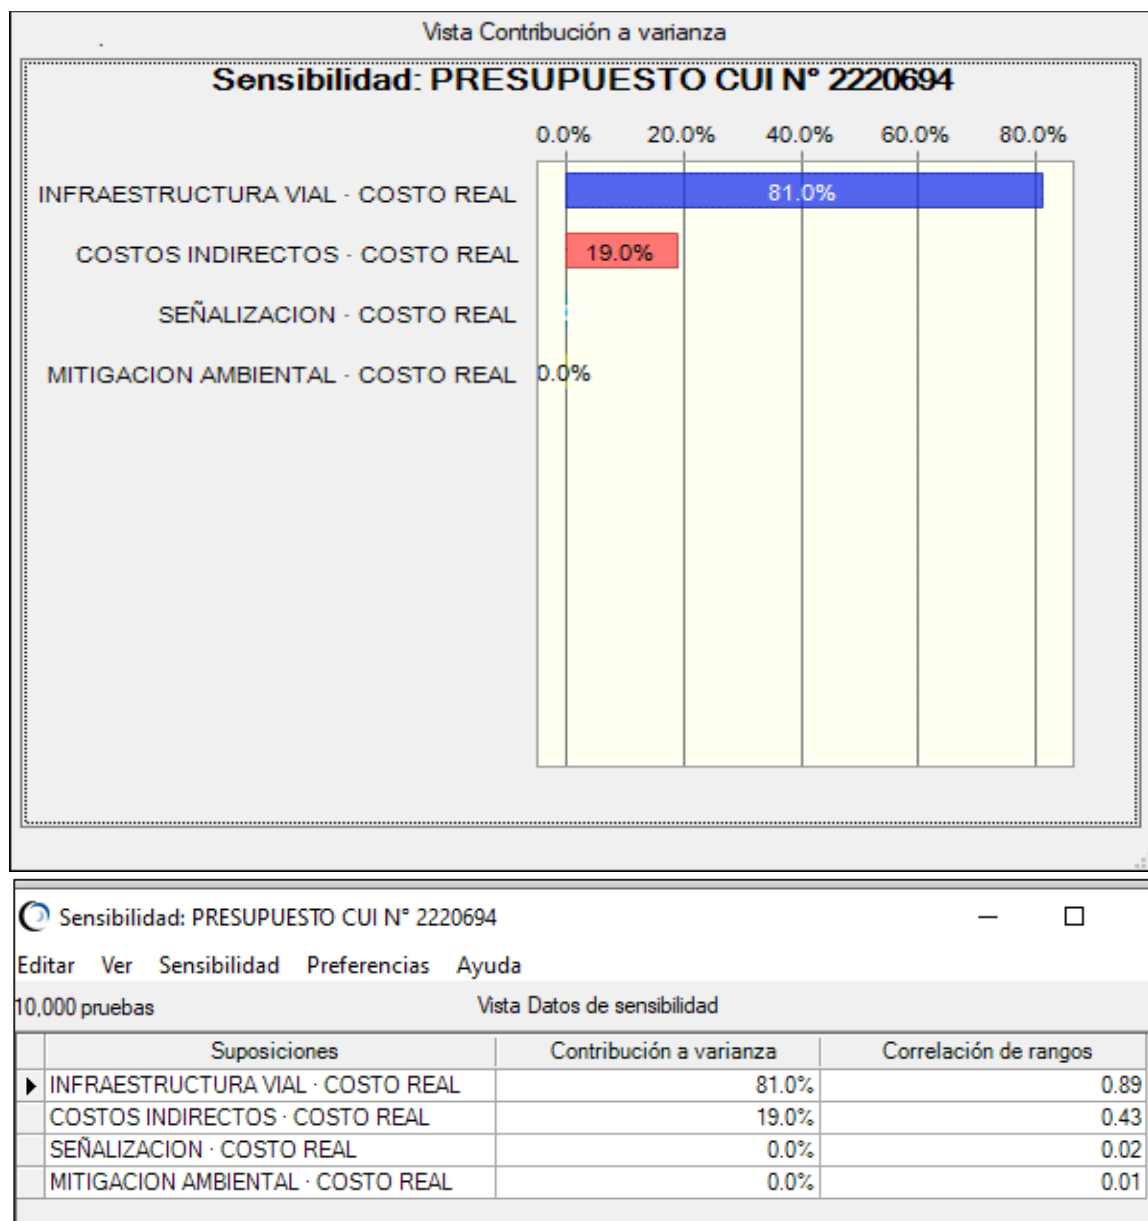 Vista Contribución a varianza
Sensibilidad: PRESUPUESTO CUI N° 2220694
0.0% 20.0% 40.0% 60.0% 80.0%
INFRAESTRUCTURA VIAL · COSTO REAL 81.0%
COSTOS INDIRECTOS · COSTO REAL 19.0%
SEÑALIZACION · COSTO REAL
MITIGACION AMBIENTAL · COSTO REAL 0.0%
Sensibilidad: PRESUPUESTO CUI N° 2220694
Editar Ver Sensibilidad Preferencias Ayuda
10,000 pruebas Vista Datos de sensibilidad
Suposiciones Contribución a varianza Correlación de rangos
INFRAESTRUCTURA VIAL · COSTO REAL 81.0% 0.89
COSTOS INDIRECTOS · COSTO REAL 19.0% 0.43
SEÑALIZACION · COSTO REAL 0.0% 0.02
MITIGACION AMBIENTAL · COSTO REAL 0.0% 0.01